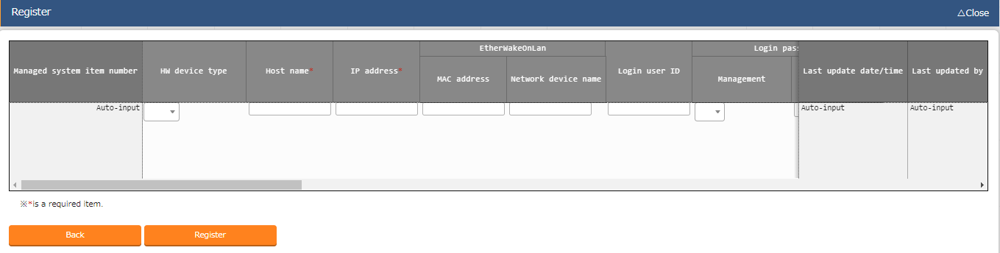 Register
△Close
EtherWakeOnLan
Login pas
Managed system item number
HW device type
Host name*
IP address*
MAC address
Network device name
Login user ID
Management
Last update date/time
Last updated by
Auto-input
Auto-input
Auto-input
※*is a required item.
Back
Register